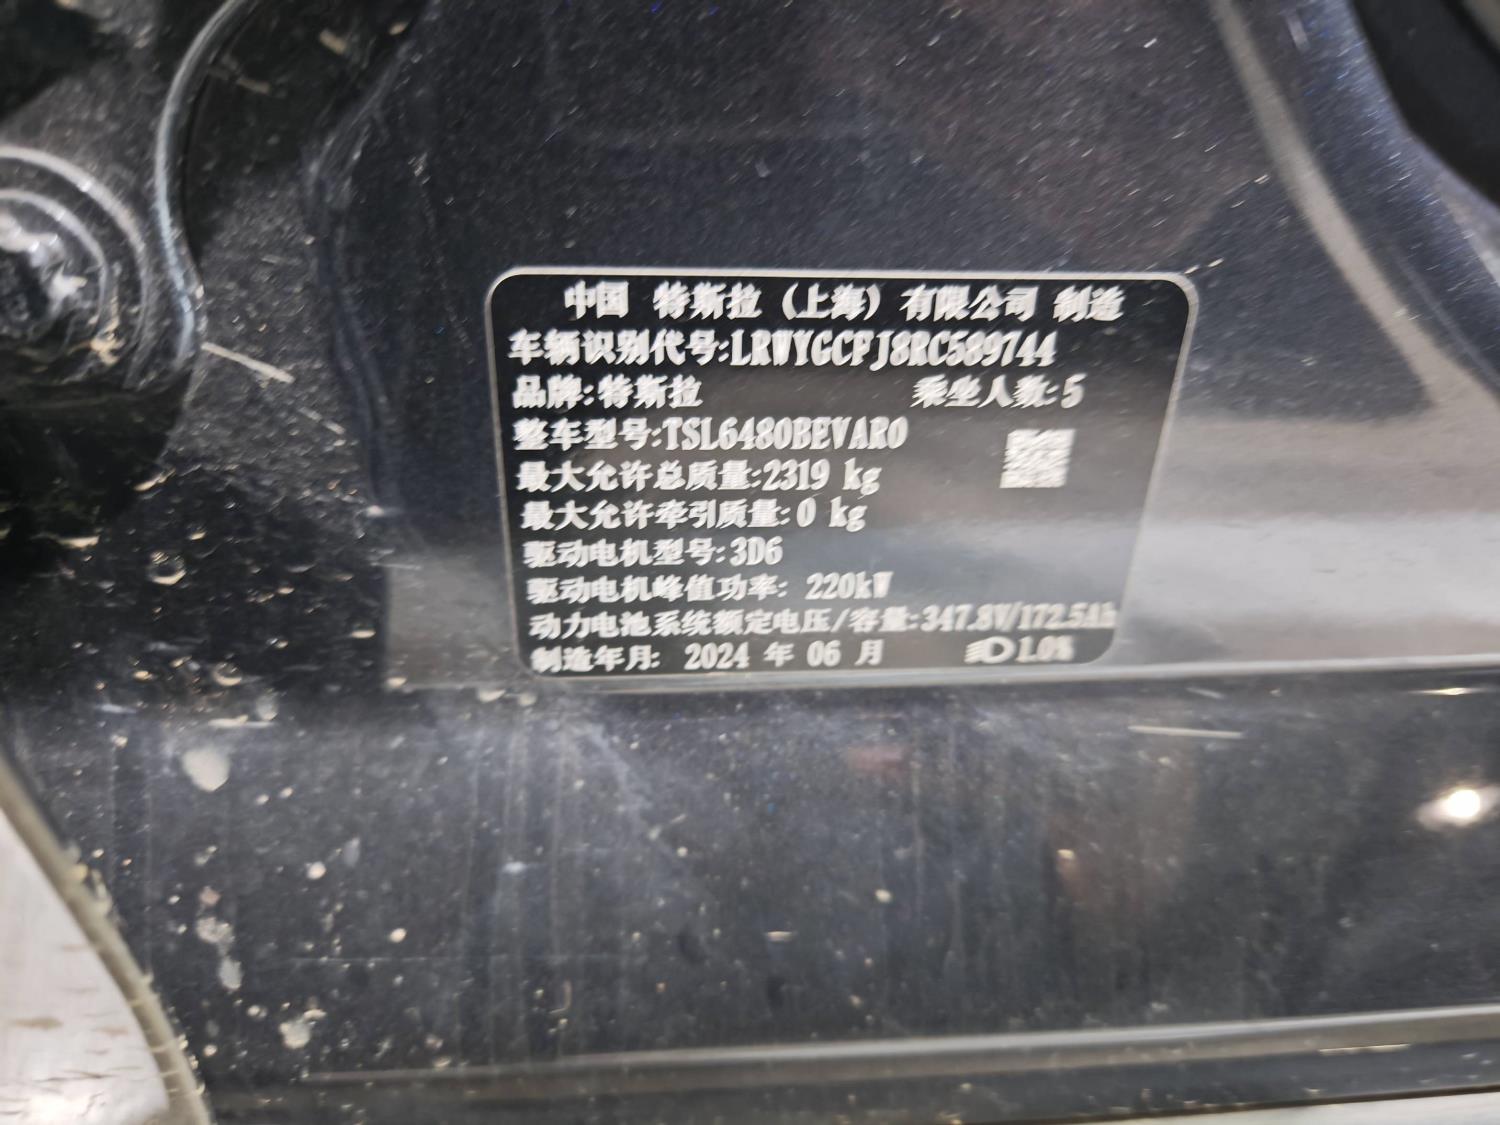 中国 特斯拉（上海）有限公司 制造
车辆识别代号:LRWYGCFJ8RC589744
品牌:特斯拉 乘坐人数:5
整车型号:TSL6480BEVAR0
最大允许总质量:2319 kg
最大允许牵引质量:0 kg
驱动电机型号:3D6
驱动电机峰值功率: 220kW
动力电池系统额定电压/容量:347.8V/172.5Ah
制造年月: 2024 年 06 月 1.0%